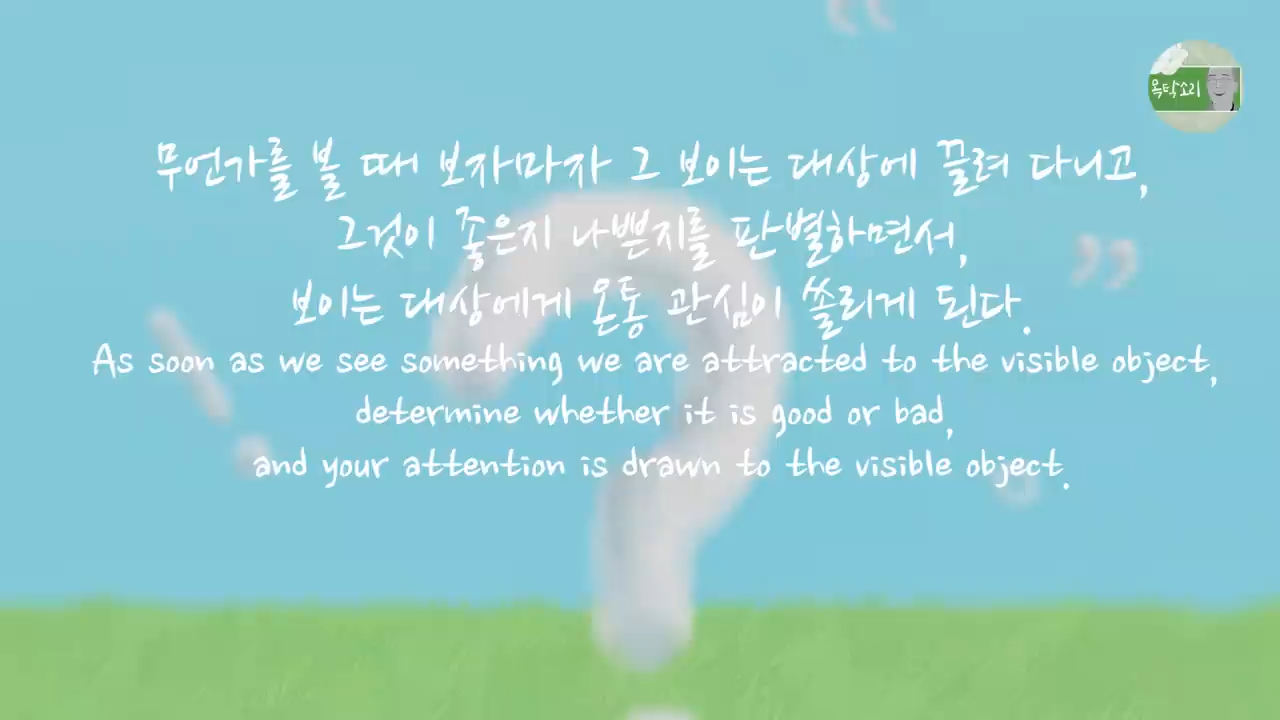 옥탁소리
무언가를 볼 때 보자마자 그 보이는 대상에 끌려 다니고,
그것이 좋은지 나쁜지를 판별하면서,
보이는 대상에게 온통 관심이 쏠리게 된다.
As soon as we see something we are attracted to the visible object,
determine whether it is good or bad,
and your attention is drawn to the visible object.